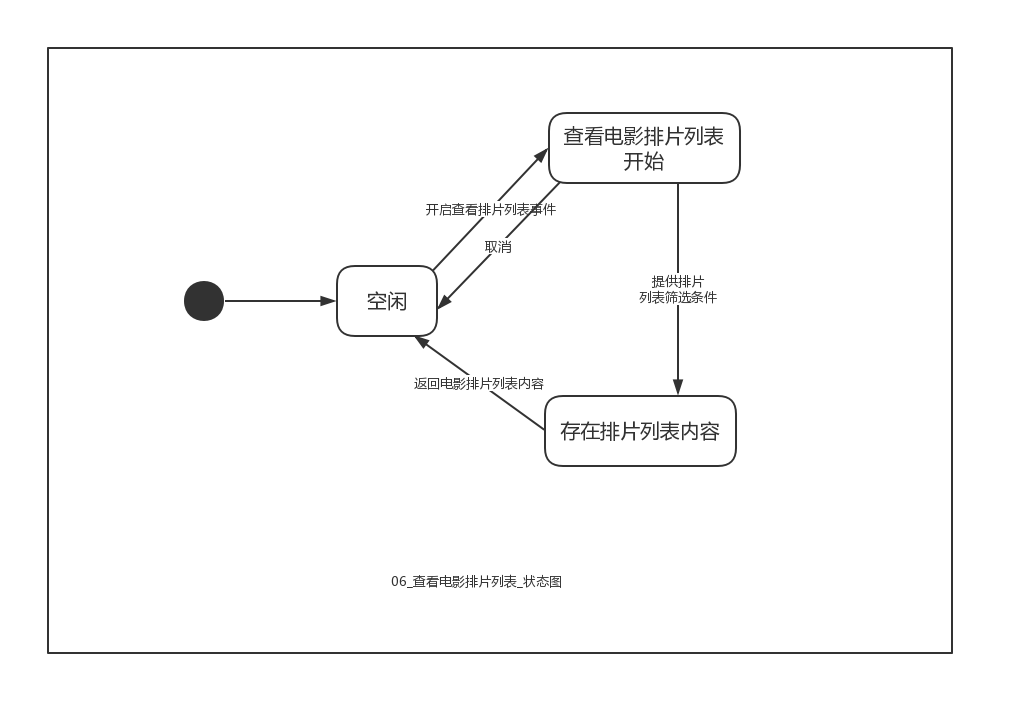 查看电影排片列表
开始
开启查看排片列表事件
取消
提供排片
列表筛选条件
空闲
返回电影排片列表内容
存在排片列表内容
06_查看电影排片列表_状态图